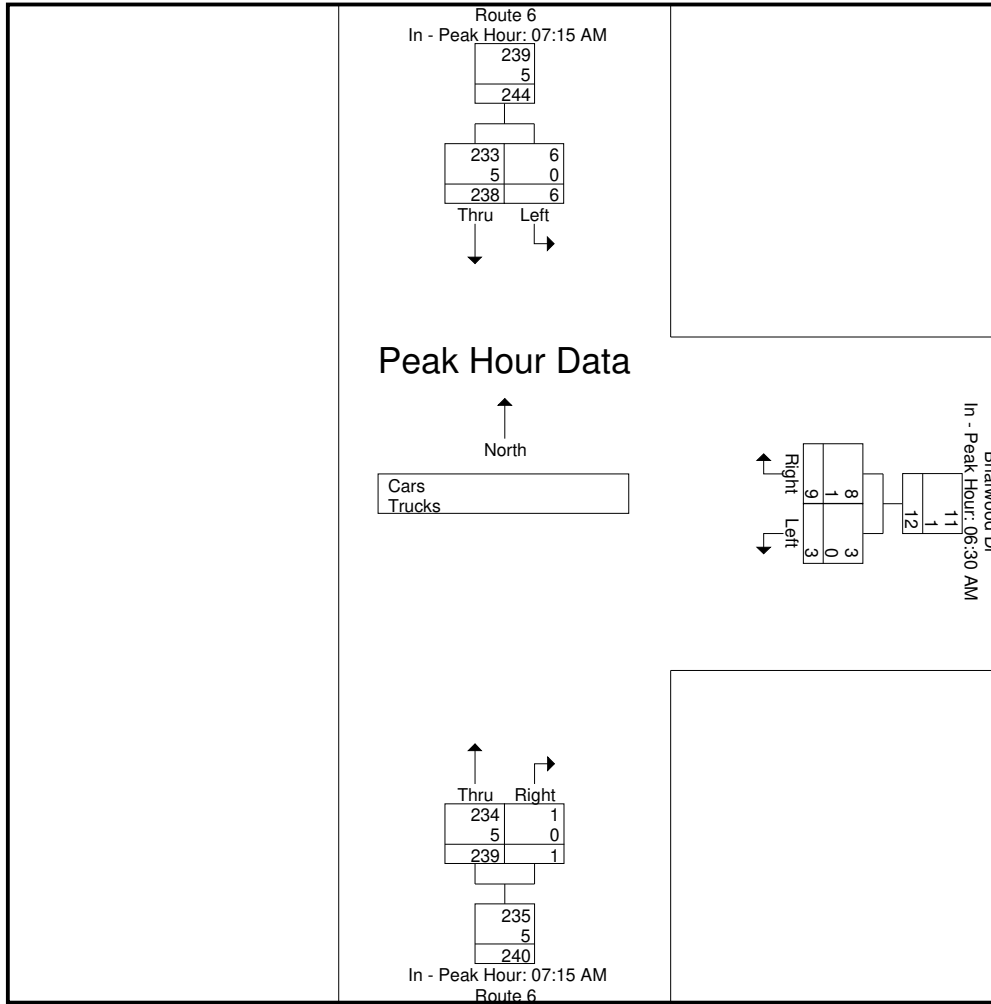 Route 6
In - Peak Hour: 07:15 AM
239
5
244
233 6
5 0
238 6
Thru Left
Peak Hour Data
North
Cars
Trucks
In - Peak Hour: 06:30 AM
11
1
12
8 3
1 0
9 3
Right Left
Thru Right
234 1
5 0
239 1
235
5
240
In - Peak Hour: 07:15 AM
Route 6